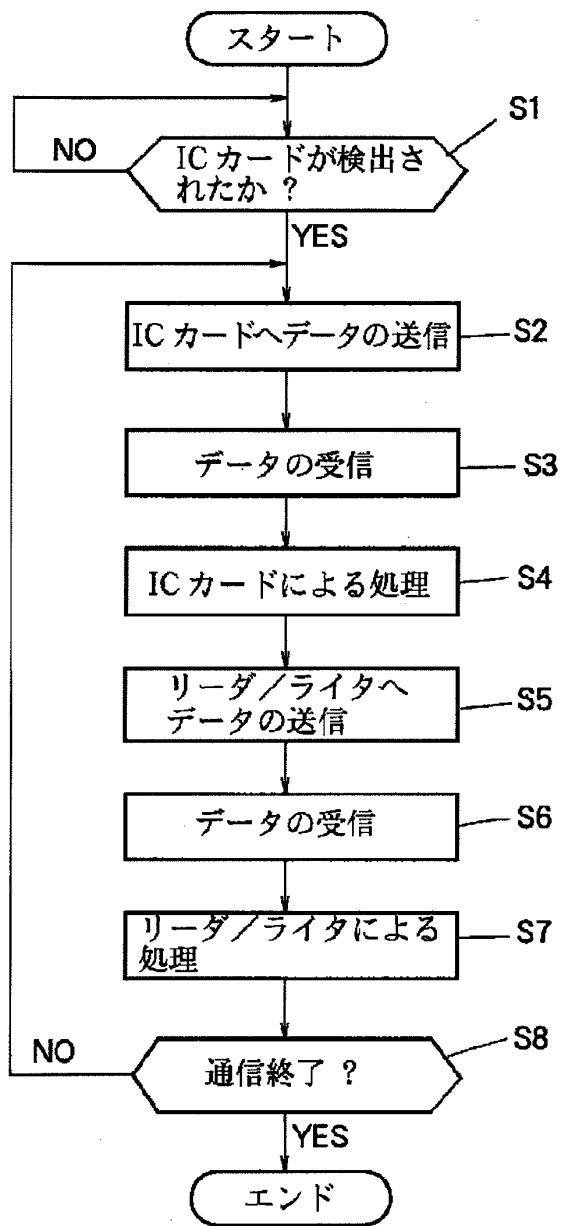 スタート
S1
NO
ICカードが検出さ
れたか ?
YES
ICカードへデータの送信
S2
データの受信
S3
ICカードによる処理
S4
リーダ/ライタへ
データの送信
S5
データの受信
S6
リーダ/ライタによる
処理
S7
S8
NO
通信終了 ?
YES
エンド